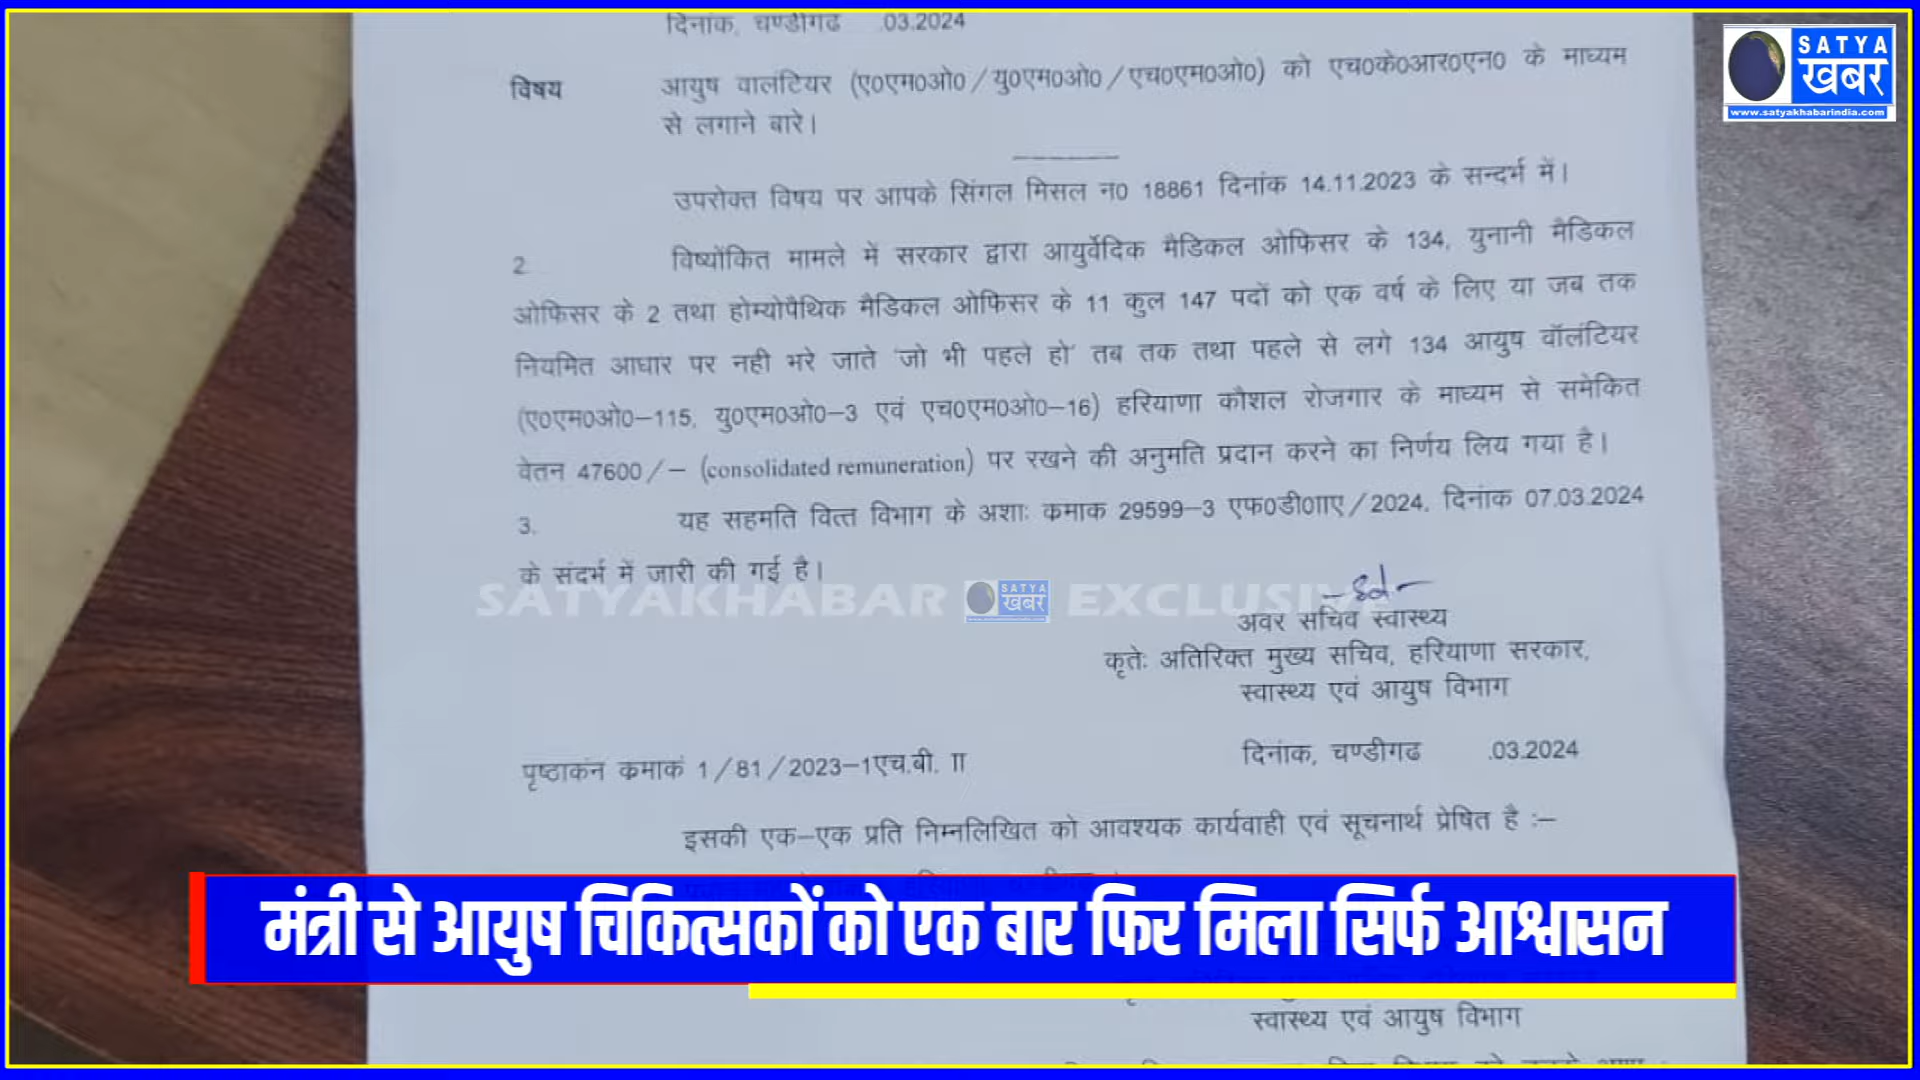 दिनांक, चण्डीगढ .03.2024
SATYA
खबर
www.satyakhabarindia.com
विषय आयुष वालंटियर (ए0एम0ओ0/यु0एम0ओ0/एच0एम0ओ0) को एच0के0आर0एन0 के माध्यम
से लगाने बारे।
उपरोक्त विषय पर आपके सिंगल मिसल न0 18861 दिनांक 14.11.2023 के सन्दर्भ में।
2 विष्योंकित मामले में सरकार द्वारा आयुर्वेदिक मैडिकल ओफिसर के 134, युनानी मैडिकल
ओफिसर के 2 तथा होम्योपैथिक मैडिकल ओफिसर के 11 कुल 147 पदों को एक वर्ष के लिए या जब तक
नियमित आधार पर नही भरे जाते 'जो भी पहले हो' तब तक तथा पहले से लगे 134 आयुष वॉलंटियर
(ए0एम0ओ0–115, यु0एम0ओ0–3 एवं एच0एम0ओ0–16) हरियाणा कौशल रोजगार के माध्यम से समेकित
वेतन 47600/– (consolidated remuneration) पर रखने की अनुमति प्रदान करने का निर्णय लिय गया है।
3. यह सहमति वित्त विभाग के अशाः कमाक 29599–3 एफ0डी0।।ए/2024, दिनांक 07.03.2024
के संदर्भ में जारी की गई है।
SATYAKHABAR SATYA खबर EXCLUSIVE
–Sd–
अवर सचिव स्वास्थ्य
कृतेः अतिरिक्त मुख्य सचिव, हरियाणा सरकार,
स्वास्थ्य एवं आयुष विभाग
पृष्ठाकंन कमाकं 1/81/2023–1एच.बी. II दिनांक, चण्डीगढ .03.2024
इसकी एक–एक प्रति निम्नलिखित को आवश्यक कार्यवाही एवं सूचनार्थ प्रेषित है :–
मंत्री से आयुष चिकित्सकों को एक बार फिर मिला सिर्फ आश्वासन
स्वास्थ्य एवं आयुष विभाग